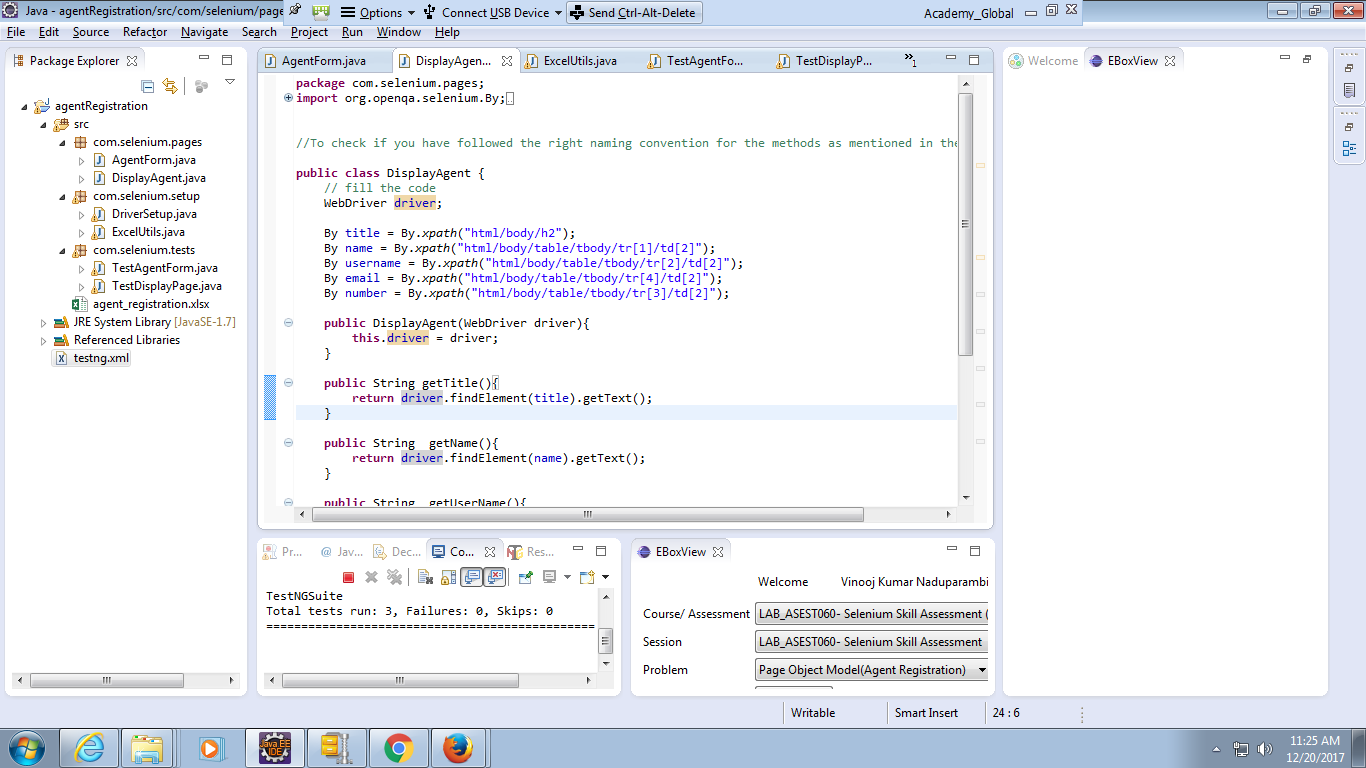 Java - agentRegistration/src/com/selenium/page
Options
Connect USB Device
Send Ctrl-Alt-Delete
Academy_Global
File Edit Source Refactor Navigate Search Project Run Window Help
Package Explorer
agentRegistration
src
com.selenium.pages
AgentForm.java
DisplayAgent.java
com.selenium.setup
DriverSetup.java
ExcelUtils.java
com.selenium.tests
TestAgentForm.java
TestDisplayPage.java
agent_registration.xlsx
JRE System Library [JavaSE-1.7]
Referenced Libraries
testng.xml
AgentForm.java DisplayAgen... ExcelUtils.java TestAgentFo... TestDisplayP... »1
package com.selenium.pages;
import org.openqa.selenium.By;
//To check if you have followed the right naming convention for the methods as mentioned in the
public class DisplayAgent {
// fill the code
WebDriver driver;
By title = By.xpath("html/body/h2");
By name = By.xpath("html/body/table/tbody/tr[1]/td[2]");
By username = By.xpath("html/body/table/tbody/tr[2]/td[2]");
By email = By.xpath("html/body/table/tbody/tr[4]/td[2]");
By number = By.xpath("html/body/table/tbody/tr[3]/td[2]");
public DisplayAgent(WebDriver driver){
this.driver = driver;
}
public String getTitle(){
return driver.findElement(title).getText();
}
public String  getName(){
return driver.findElement(name).getText();
}
public String  getUserName(){
Welcome EBoxView
Pr... Jav... Dec... Co... Res...
TestNGSuite
Total tests run: 3, Failures: 0, Skips: 0
===============================================
EBoxView
Welcome Vinooj Kumar Naduparambi
Course/ Assessment LAB_ASEST060- Selenium Skill Assessment (
Session LAB_ASEST060- Selenium Skill Assessment
Problem Page Object Model(Agent Registration)
Writable Smart Insert 24 : 6
Java EE
IDE
11:25 AM
12/20/2017